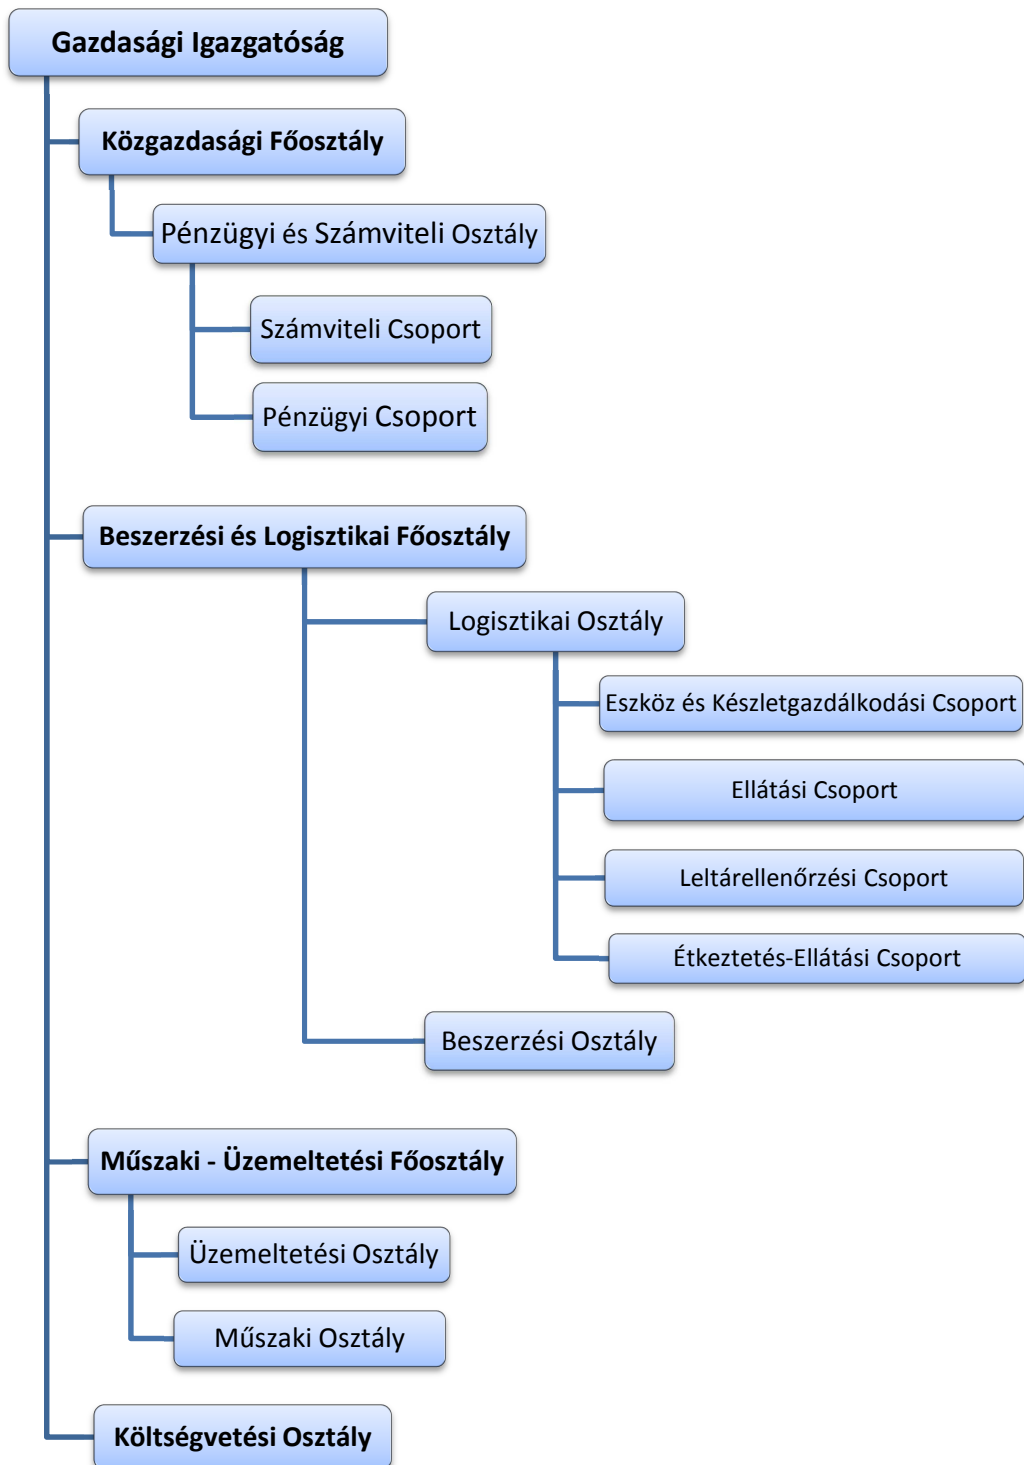 Gazdasági Igazgatóság
Közgazdasági Főosztály
Pénzügyi és Számviteli Osztály
Számviteli Csoport
Pénzügyi Csoport
Beszerzési és Logisztikai Főosztály
Logisztikai Osztály
Eszköz és Készletgazdálkodási Csoport
Ellátási Csoport
Leltárellenőrzési Csoport
Étkeztetés-Ellátási Csoport
Beszerzési Osztály
Műszaki - Üzemeltetési Főosztály
Üzemeltetési Osztály
Műszaki Osztály
Költségvetési Osztály